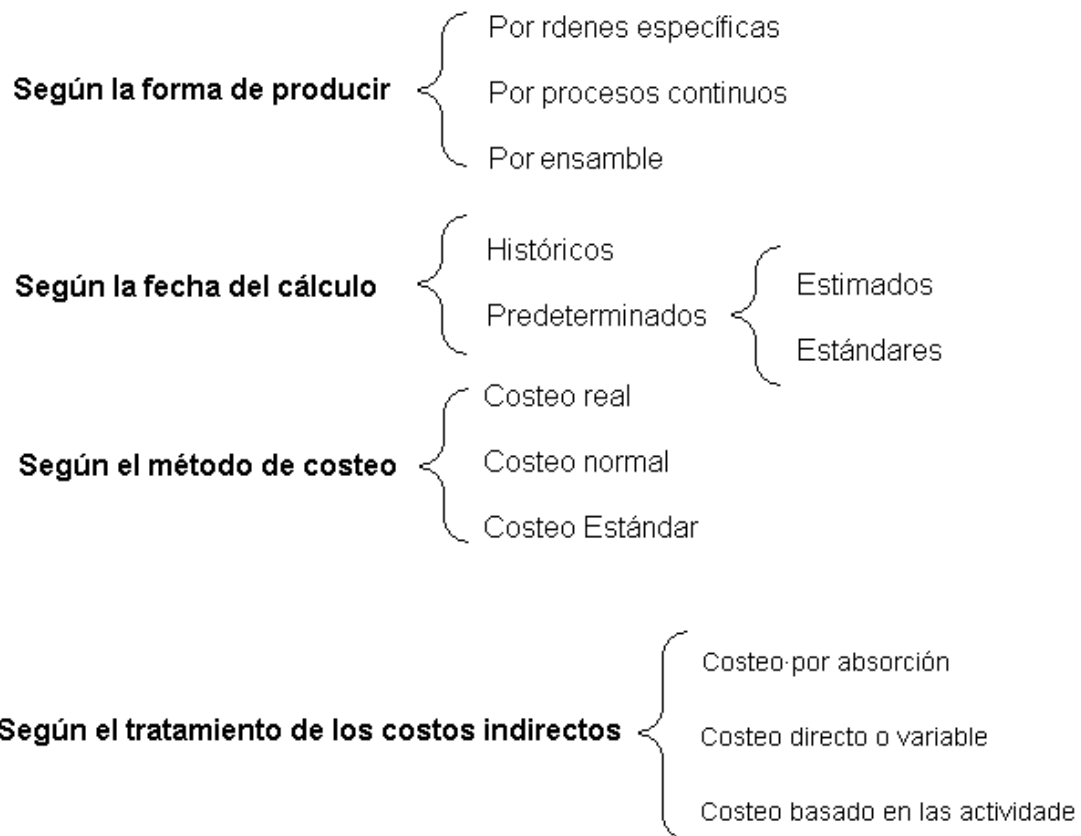 Por rdenes específicas
Según la forma de producir
Por procesos continuos
Por ensamble
Históricos
Según la fecha del cálculo
Estimados
Predeterminados
Estándares
Costeo real
Según el método de costeo
Costeo normal
Costeo Estándar
Costeo·por absorción
Según el tratamiento de los costos indirectos
Costeo directo o variable
Costeo basado en las actividade